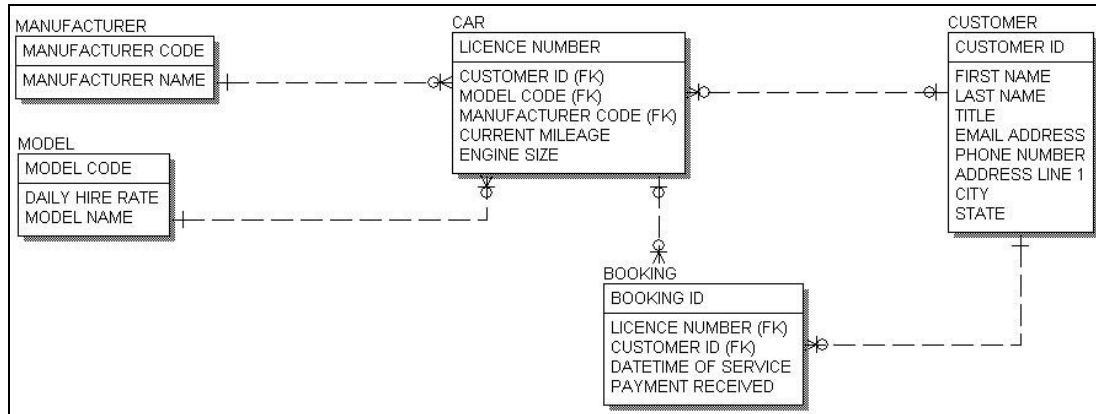 MANUFACTURER
MANUFACTURER CODE
MANUFACTURER NAME
MODEL
MODEL CODE
DAILY HIRE RATE
MODEL NAME
CAR
LICENCE NUMBER
CUSTOMER ID (FK)
MODEL CODE (FK)
MANUFACTURER CODE (FK)
CURRENT MILEAGE
ENGINE SIZE
CUSTOMER
CUSTOMER ID
FIRST NAME
LAST NAME
TITLE
EMAIL ADDRESS
PHONE NUMBER
ADDRESS LINE 1
CITY
STATE
BOOKING
BOOKING ID
LICENCE NUMBER (FK)
CUSTOMER ID (FK)
DATETIME OF SERVICE
PAYMENT RECEIVED